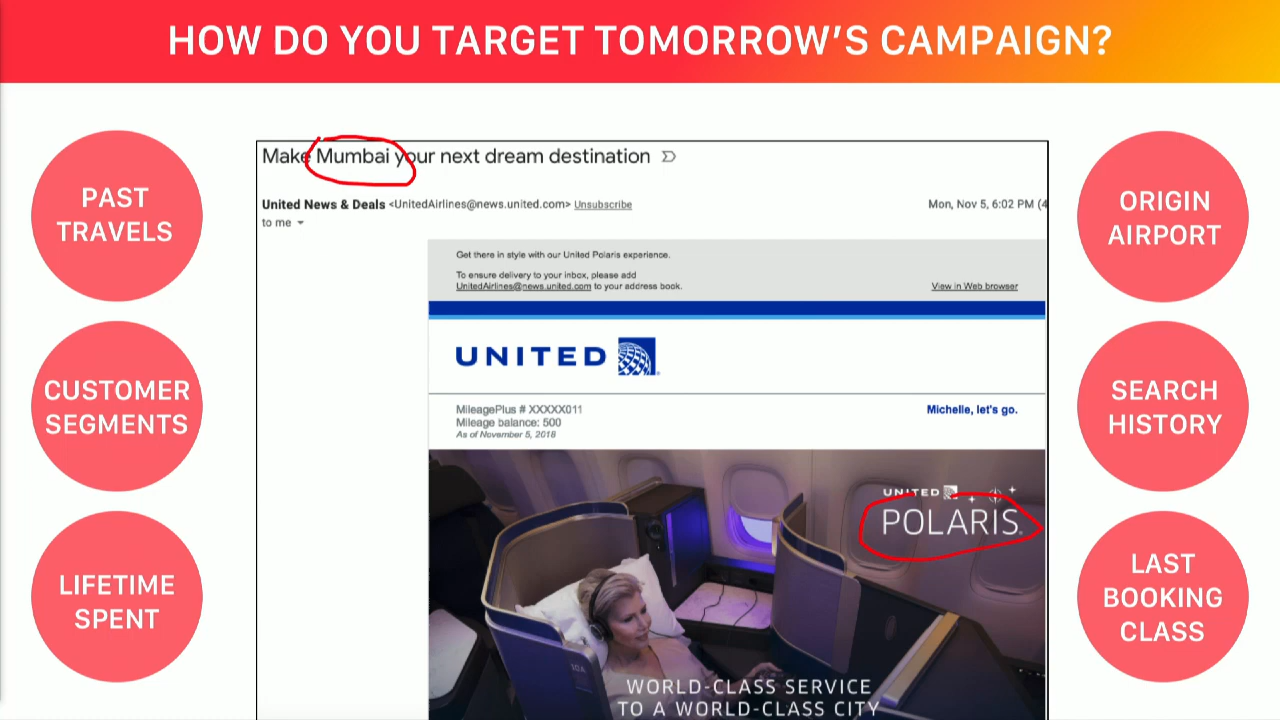 HOW DO YOU TARGET TOMORROW'S CAMPAIGN?
PAST
TRAVELS
CUSTOMER
SEGMENTS
LIFETIME
SPENT
Make Mumbai your next dream destination
United News & Deals <UnitedAirlines@news.united.com> Unsubscribe
Mon, Nov 5, 6:02 PM (4
to me
Get there in style with our United Polaris experience.
To ensure delivery to your inbox, please add
UnitedAirlines@news.united.com to your address book.
View in Web browser
UNITED
MileagePlus # XXXXX011
Mileage balance: 500
As of November 5, 2018
Michelle, let's go.
UNITED
POLARIS
10A
WORLD-CLASS SERVICE
TO A WORLD-CLASS CITY
ORIGIN
AIRPORT
SEARCH
HISTORY
LAST
BOOKING
CLASS